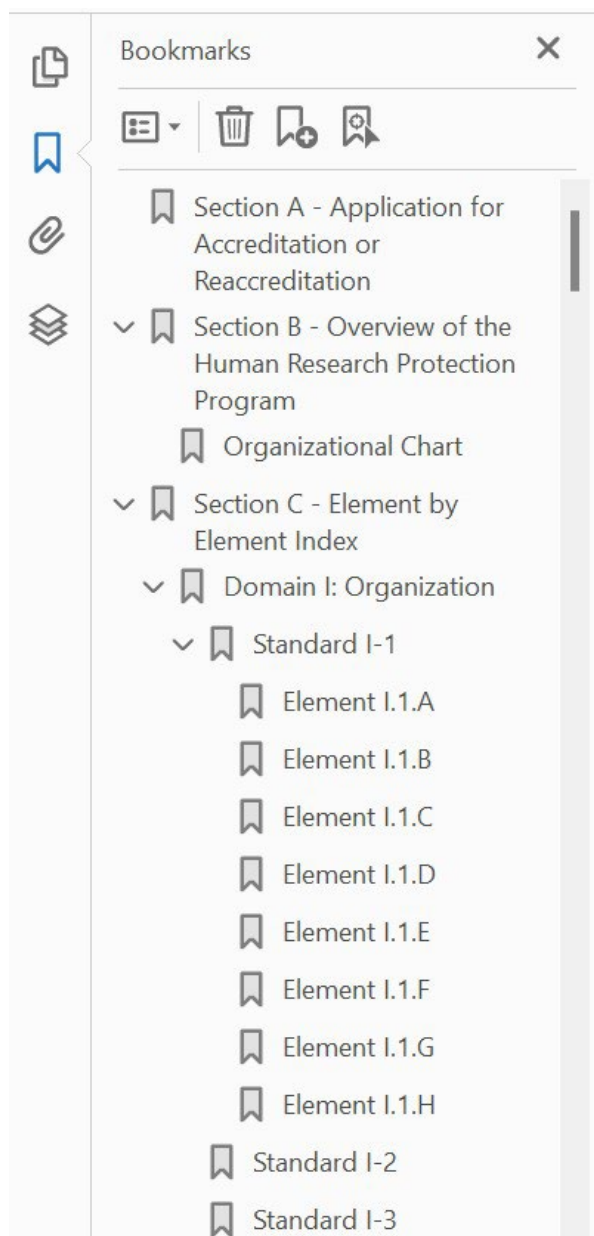 Bookmarks
Section A - Application for
Accreditation or
Reaccreditation
Section B - Overview of the
Human Research Protection
Program
Organizational Chart
Section C - Element by
Element Index
Domain I: Organization
Standard I-1
Element I.1.A
Element I.1.B
Element I.1.C
Element I.1.D
Element I.1.E
Element I.1.F
Element I.1.G
Element I.1.H
Standard I-2
Standard I-3